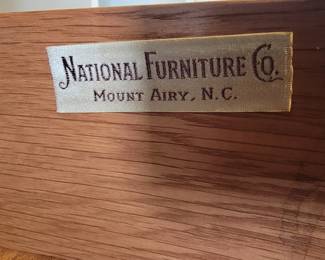 NATIONAL FURNITURE CO.
MOUNT AIRY, N.C.